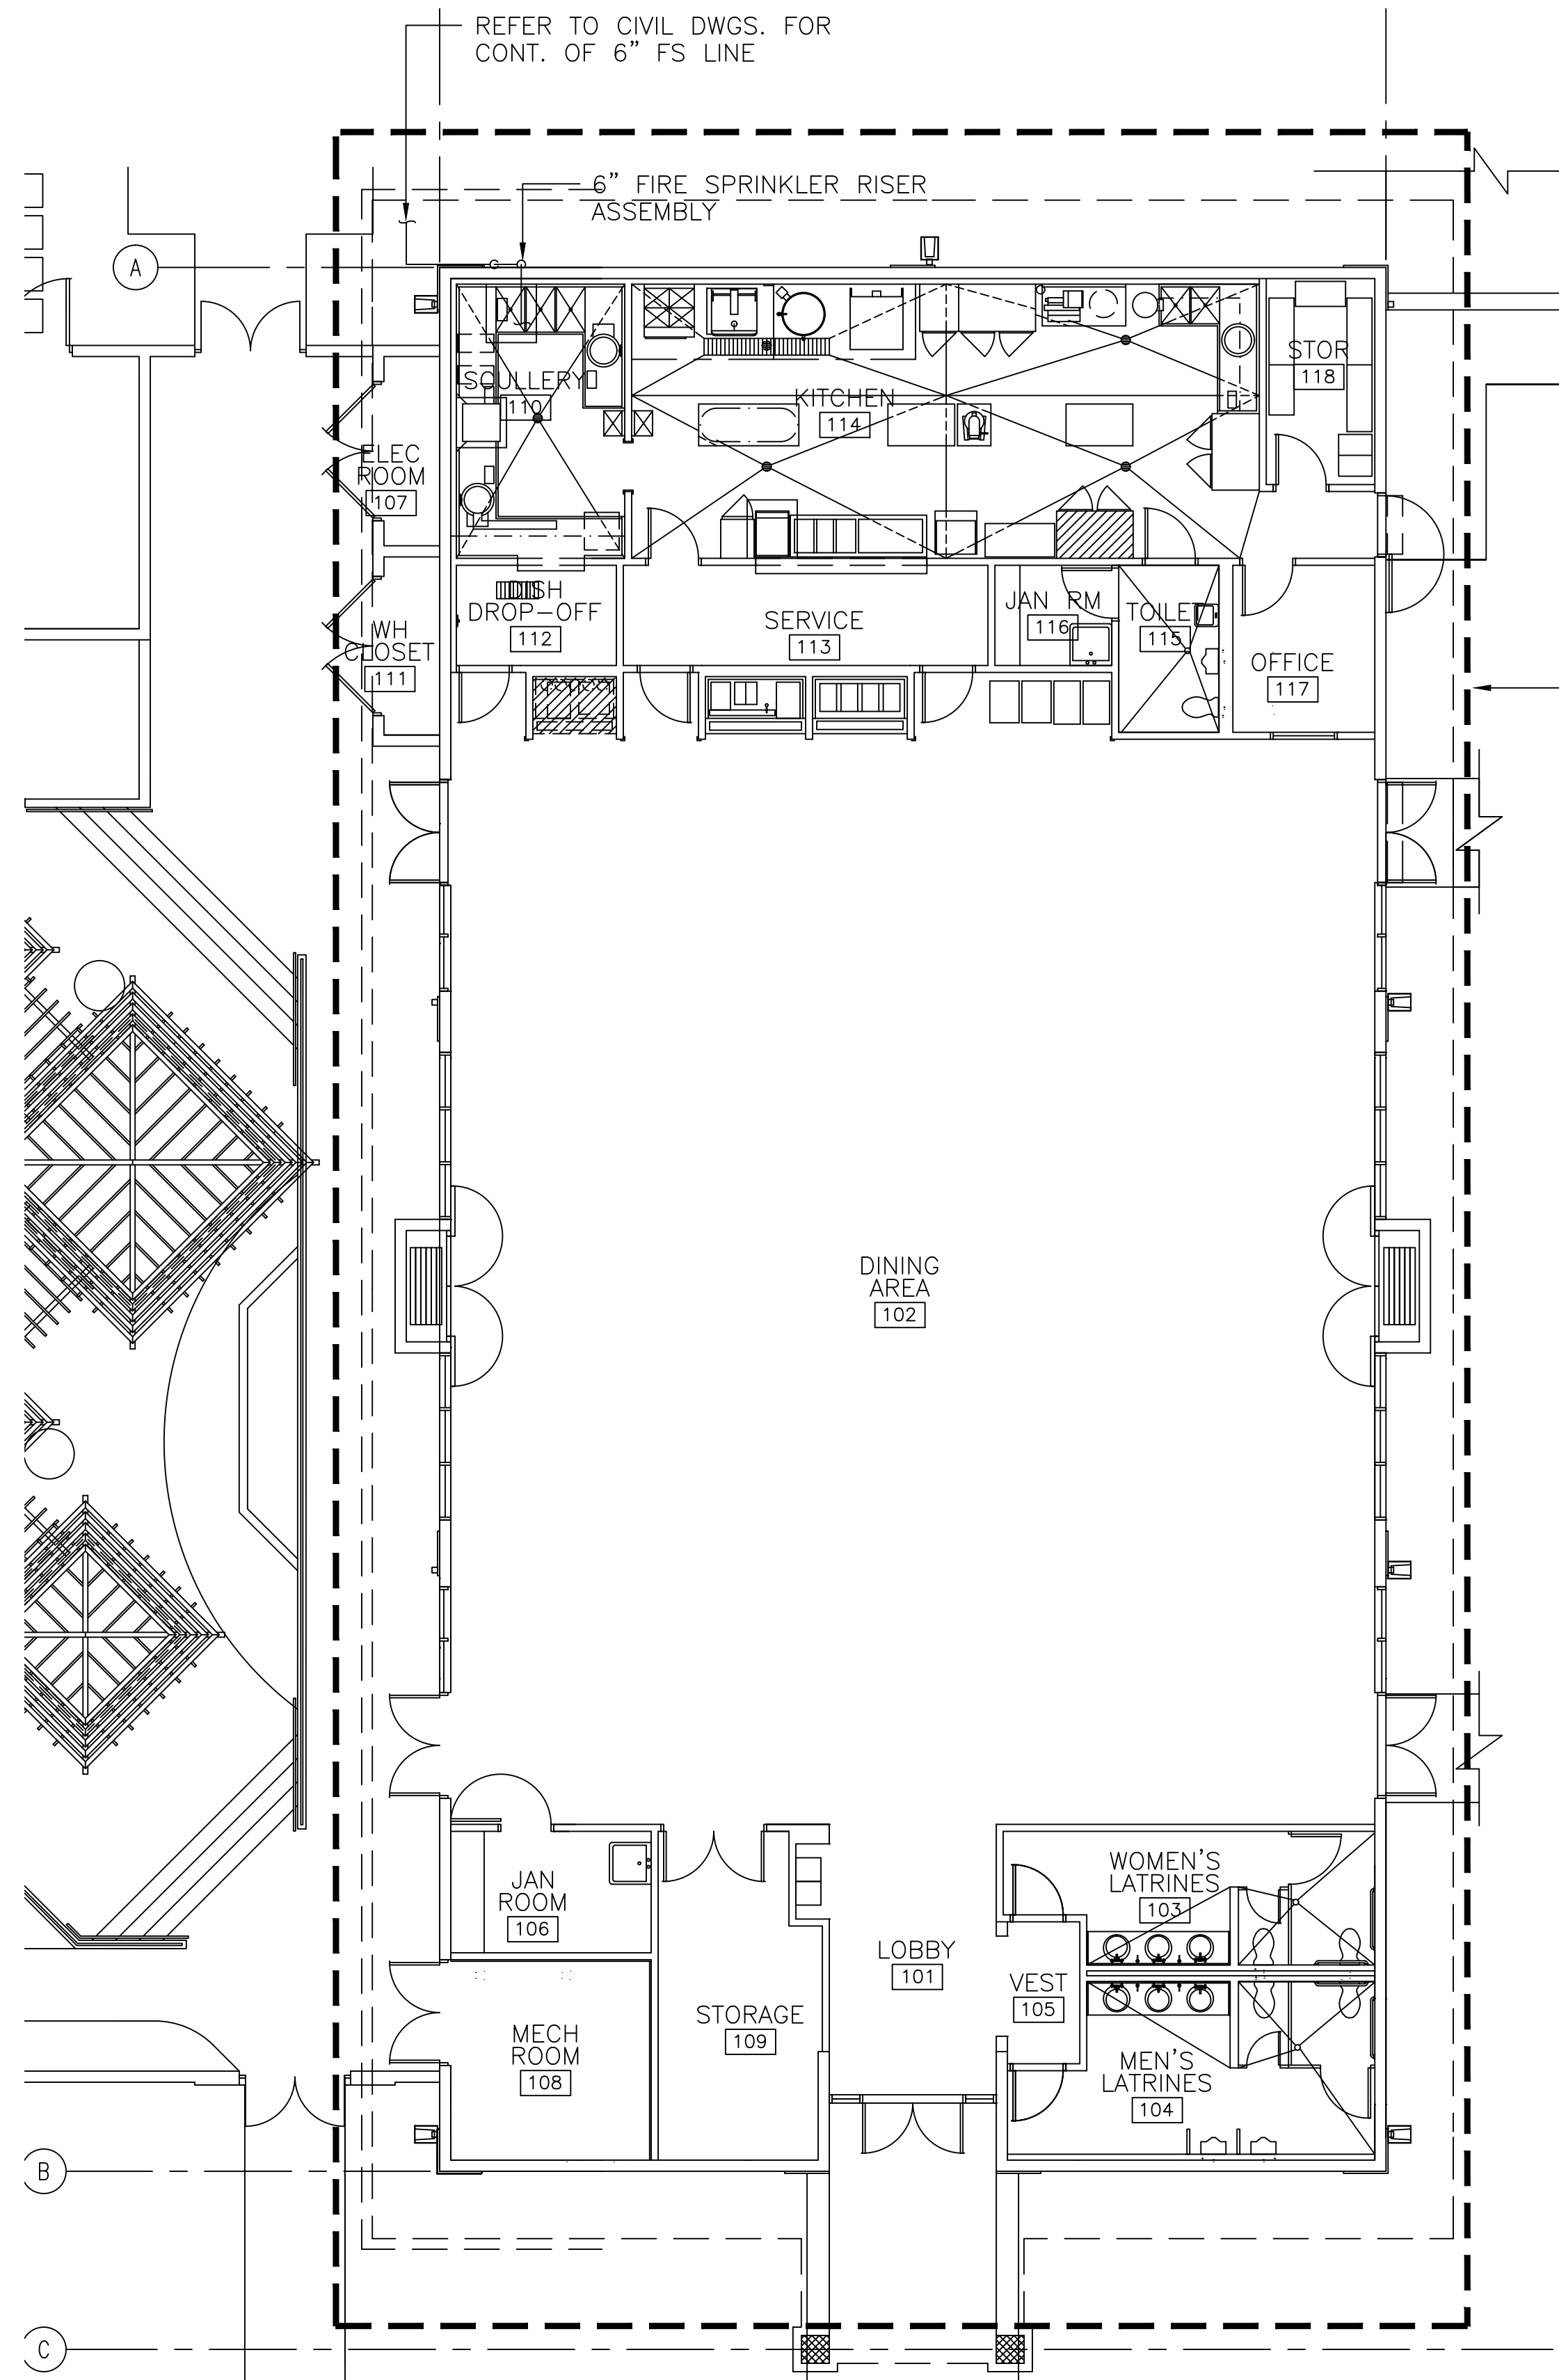 REFER TO CIVIL DWGS. FOR
CONT. OF 6" FS LINE
6" FIRE SPRINKLER RISER
ASSEMBLY
A
STOR
118
SCULLERY
110
KITCHEN
114
ELEC
ROOM
107
DISH
DROP-OFF
112
SERVICE
113
JAN RM
116
TOILET
115
WH
CLOSET
111
OFFICE
117
DINING
AREA
102
JAN
ROOM
106
WOMEN'S
LATRINES
103
LOBBY
101
VEST
105
STORAGE
109
MECH
ROOM
108
MEN'S
LATRINES
104
B
C